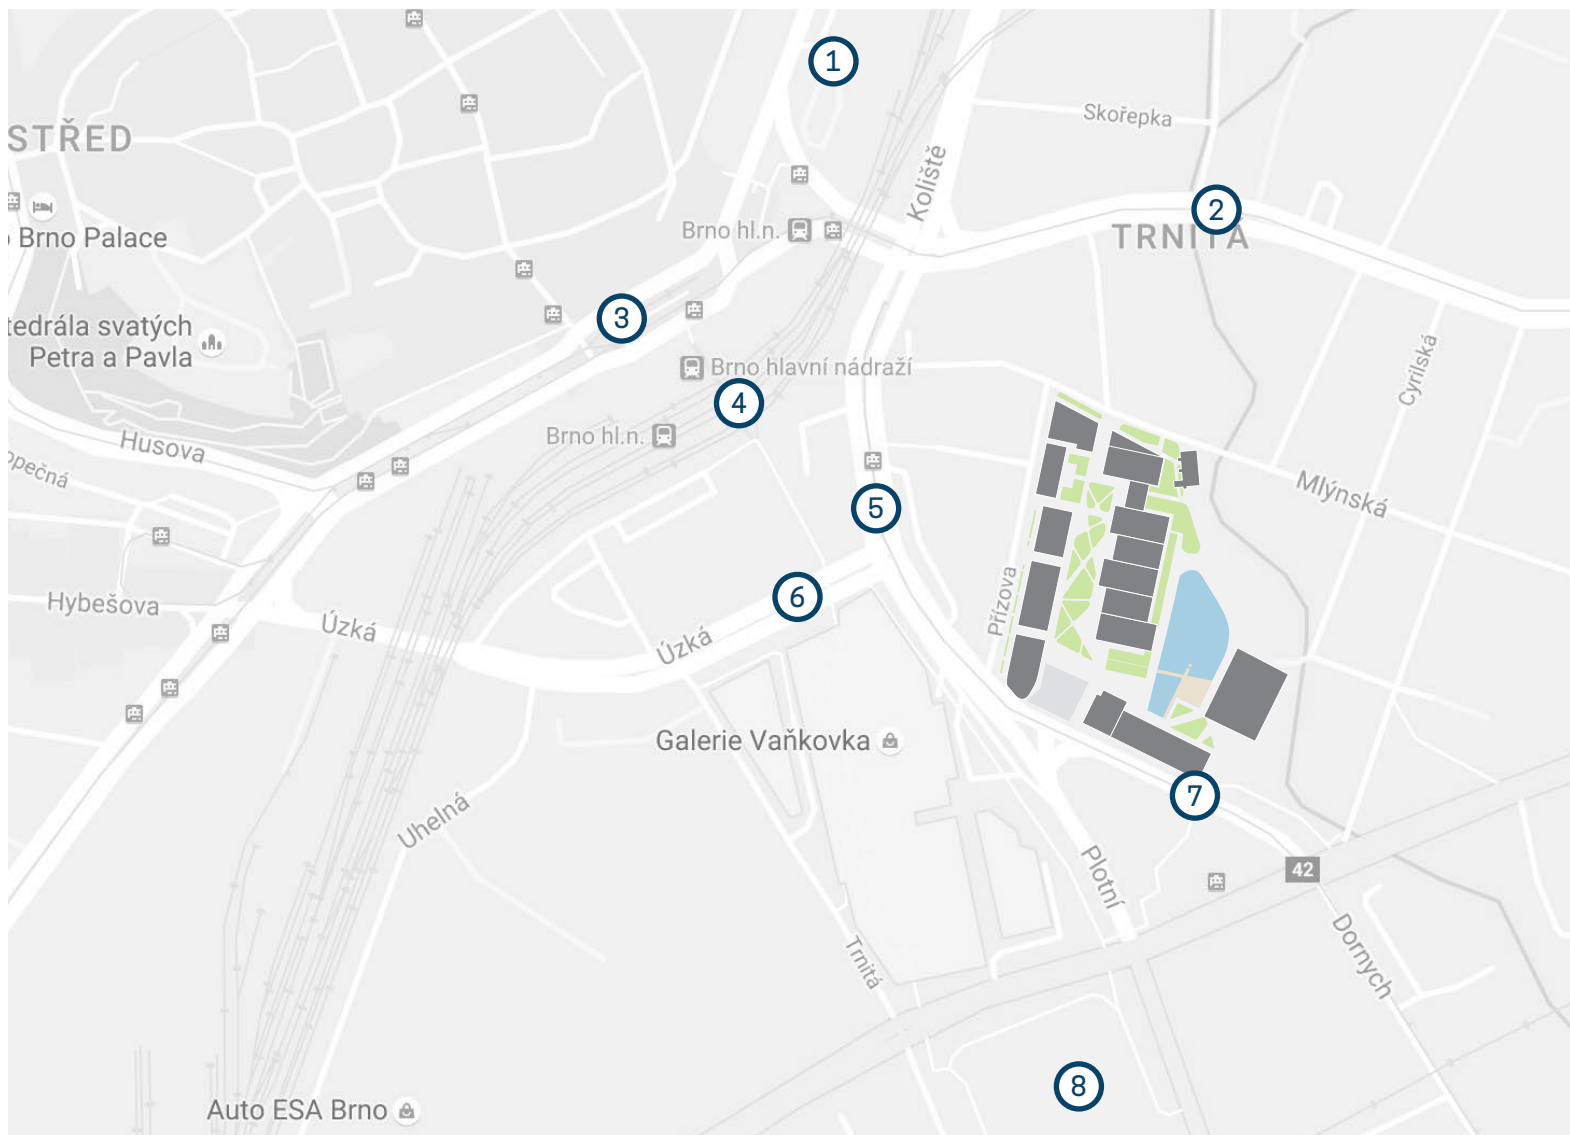 1
Skořepka
STŘED
Koliště
2
Brno Palace
Brno hl.n.
TRNITÁ
3
tedrála svatých
Petra a Pavla
Brno hlavní nádraží
Cyrilská
4
Husova
Brno hl.n.
opečná
Mlýnská
5
Hybešova
6
Přízova
Úzká
Úzká
Galerie Vaňkovka
7
Uhelná
Plotní
42
Trnitá
Dornych
8
Auto ESA Brno